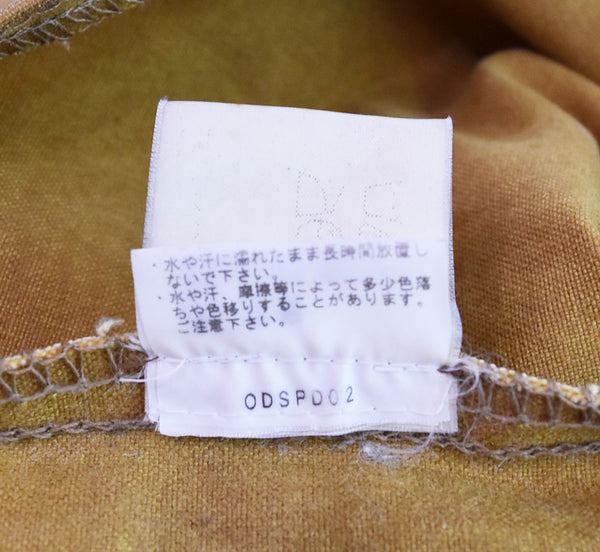 ・水や汗に濡れたまま長時間放置し
ないで下さい。
・水や汗、摩擦等によって多少色落
ちや色移りすることがあります。
ご注意下さい。
ODSPD02